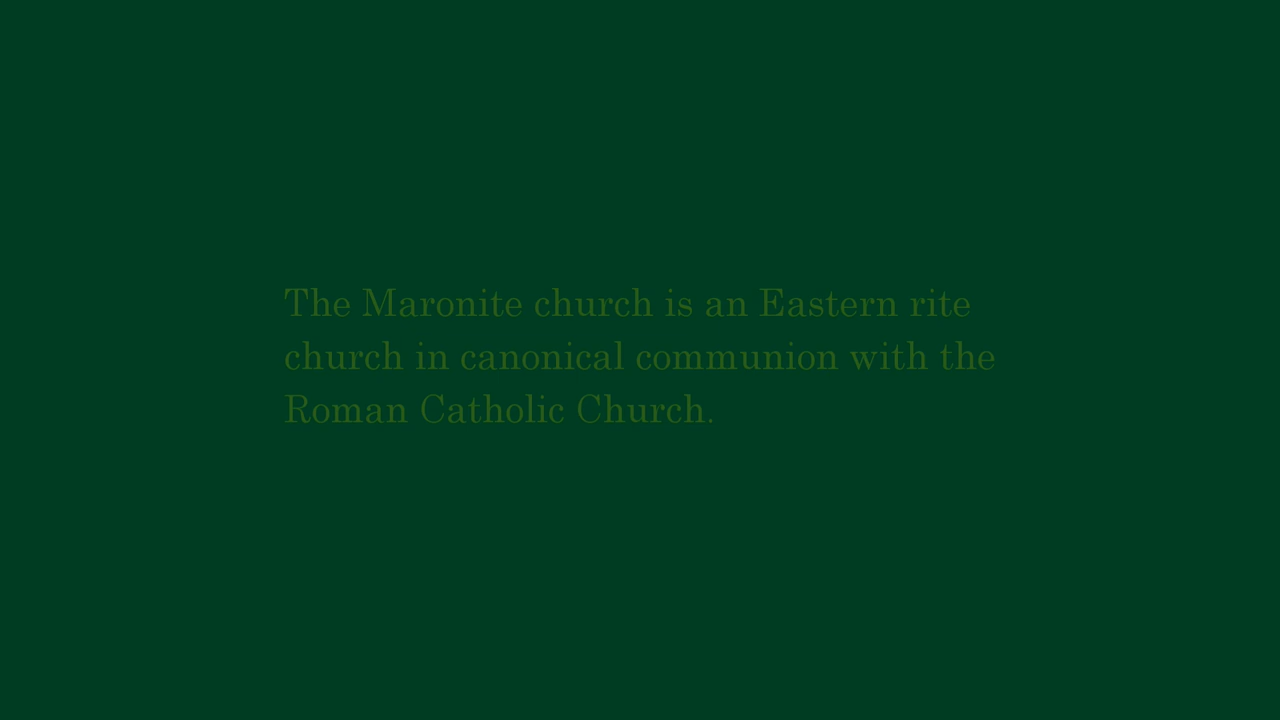 The Maronite church is an Eastern rite
church in canonical communion with the
Roman Catholic Church.